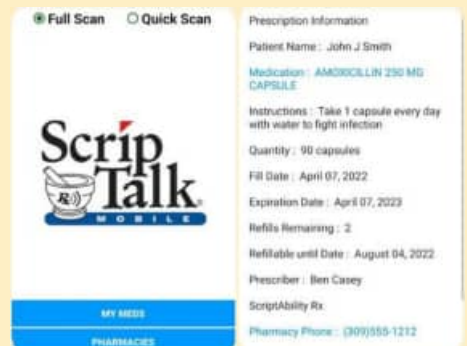 Full Scan
Quick Scan
Scrip
Talk
Rx
MOBILE
MY MEDS
PHARMACIES
Prescription Information
Patient Name : John J Smith
Medication : AMOXICILLIN 250 MG
CAPSULE
Instructions : Take 1 capsule every day
with water to fight infection
Quantity : 90 capsules
Fill Date : April 07, 2022
Expiration Date : April 07, 2023
Refills Remaining : 2
Refillable until Date : August 04, 2022
Prescriber : Ben Casey
ScriptAbility Rx
Pharmacy Phone : (309)555-1212